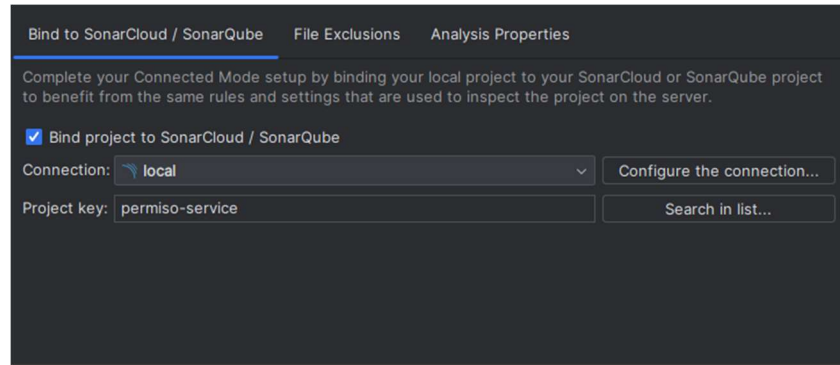 Bind to SonarCloud / SonarQube File Exclusions Analysis Properties
Complete your Connected Mode setup by binding your local project to your SonarCloud or SonarQube project
to benefit from the same rules and settings that are used to inspect the project on the server.
Bind project to SonarCloud / SonarQube
Connection: local Configure the connection...
Project key: permiso-service Search in list...